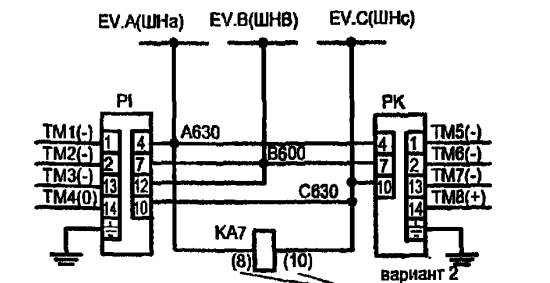 EV.A(ШНа) EV.B(ШНВ) EV.C(ШНс)
PI PK
TM1(-) 1 4 A630 4 1 TM5(-)
TM2(-) 2 7 B600 7 2 TM6(-)
TM3(-) 13 12 10 13 TM7(-)
TM4(0) 14 10 C630 14 TM8(+)
KA7
(8) (10)
вариант 2